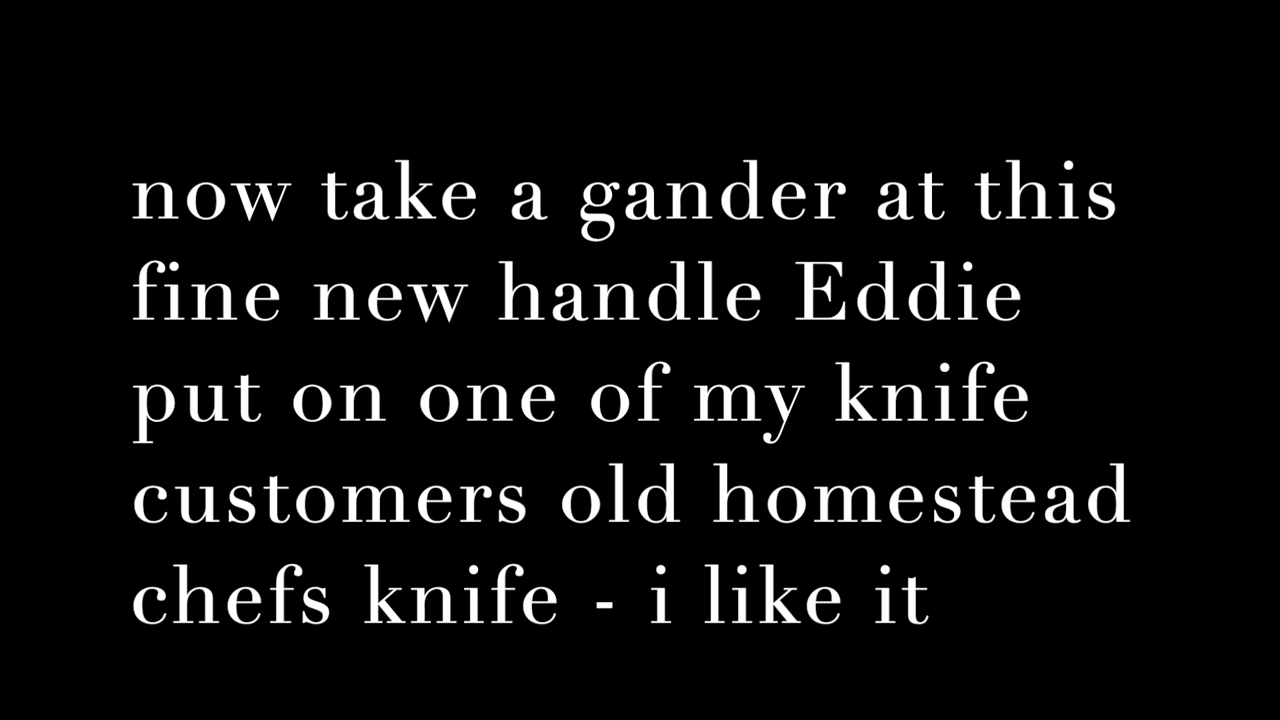 now take a gander at this
fine new handle Eddie
put on one of my knife
customers old homestead
chefs knife - i like it